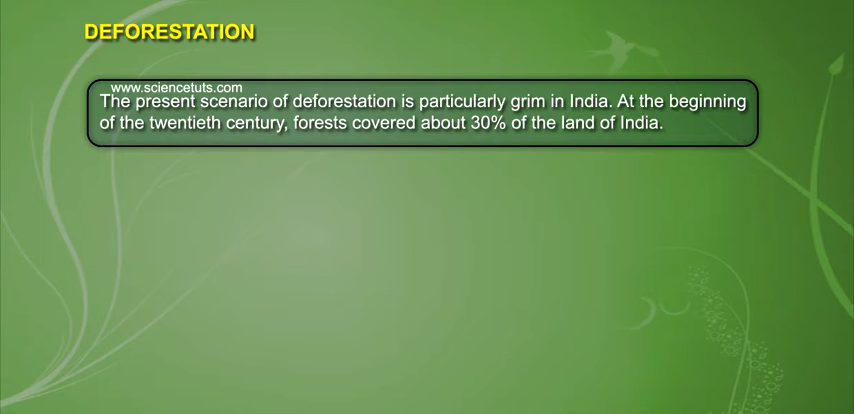 DEFORESTATION
www.sciencetuts.com
The present scenario of deforestation is particularly grim in India. At the beginning
of the twentieth century, forests covered about 30% of the land of India.